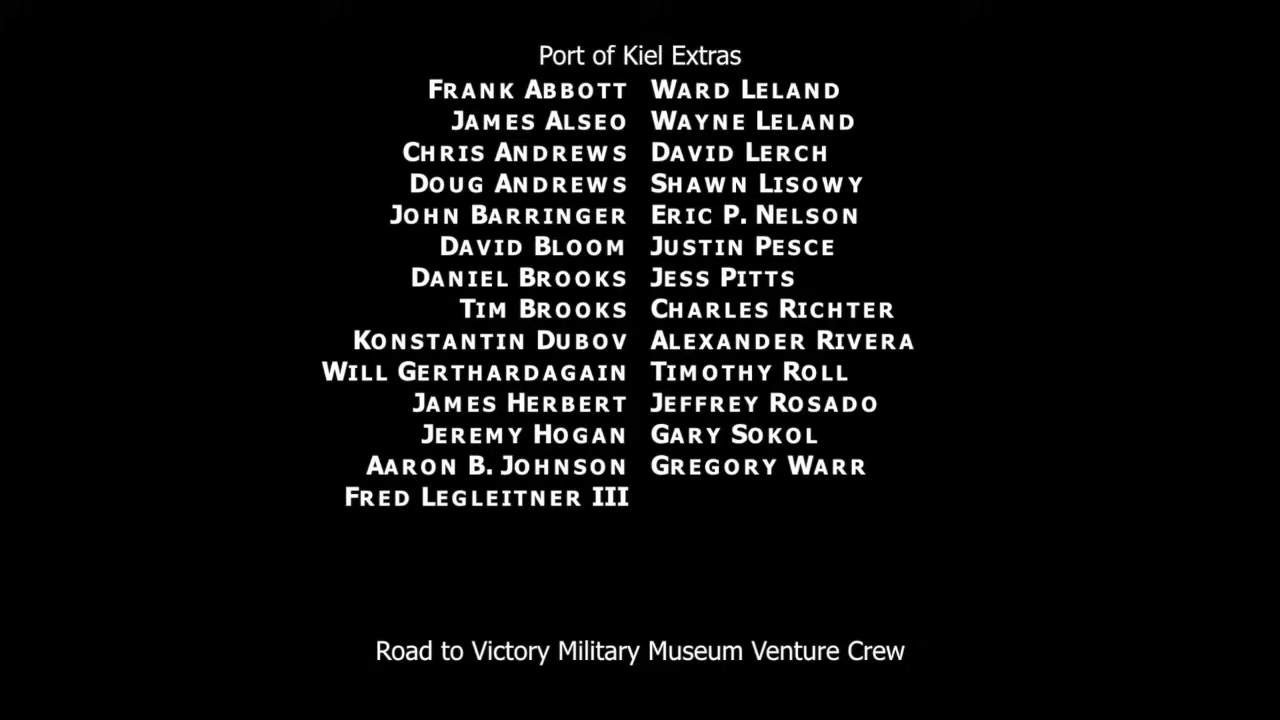 Port of Kiel Extras
FRANK ABBOTT WARD LELAND
JAMES ALSEO WAYNE LELAND
CHRIS ANDREWS DAVID LERCH
DOUG ANDREWS SHAWN LISOWY
JOHN BARRINGER ERIC P. NELSON
DAVID BLOOM JUSTIN PESCE
DANIEL BROOKS JESS PITTS
TIM BROOKS CHARLES RICHTER
KONSTANTIN DUBOV ALEXANDER RIVERA
WILL GERTHARDAGAIN TIMOTHY ROLL
JAMES HERBERT JEFFREY ROSADO
JEREMY HOGAN GARY SOKOL
AARON B. JOHNSON GREGORY WARR
FRED LEGLEITNER III
Road to Victory Military Museum Venture Crew